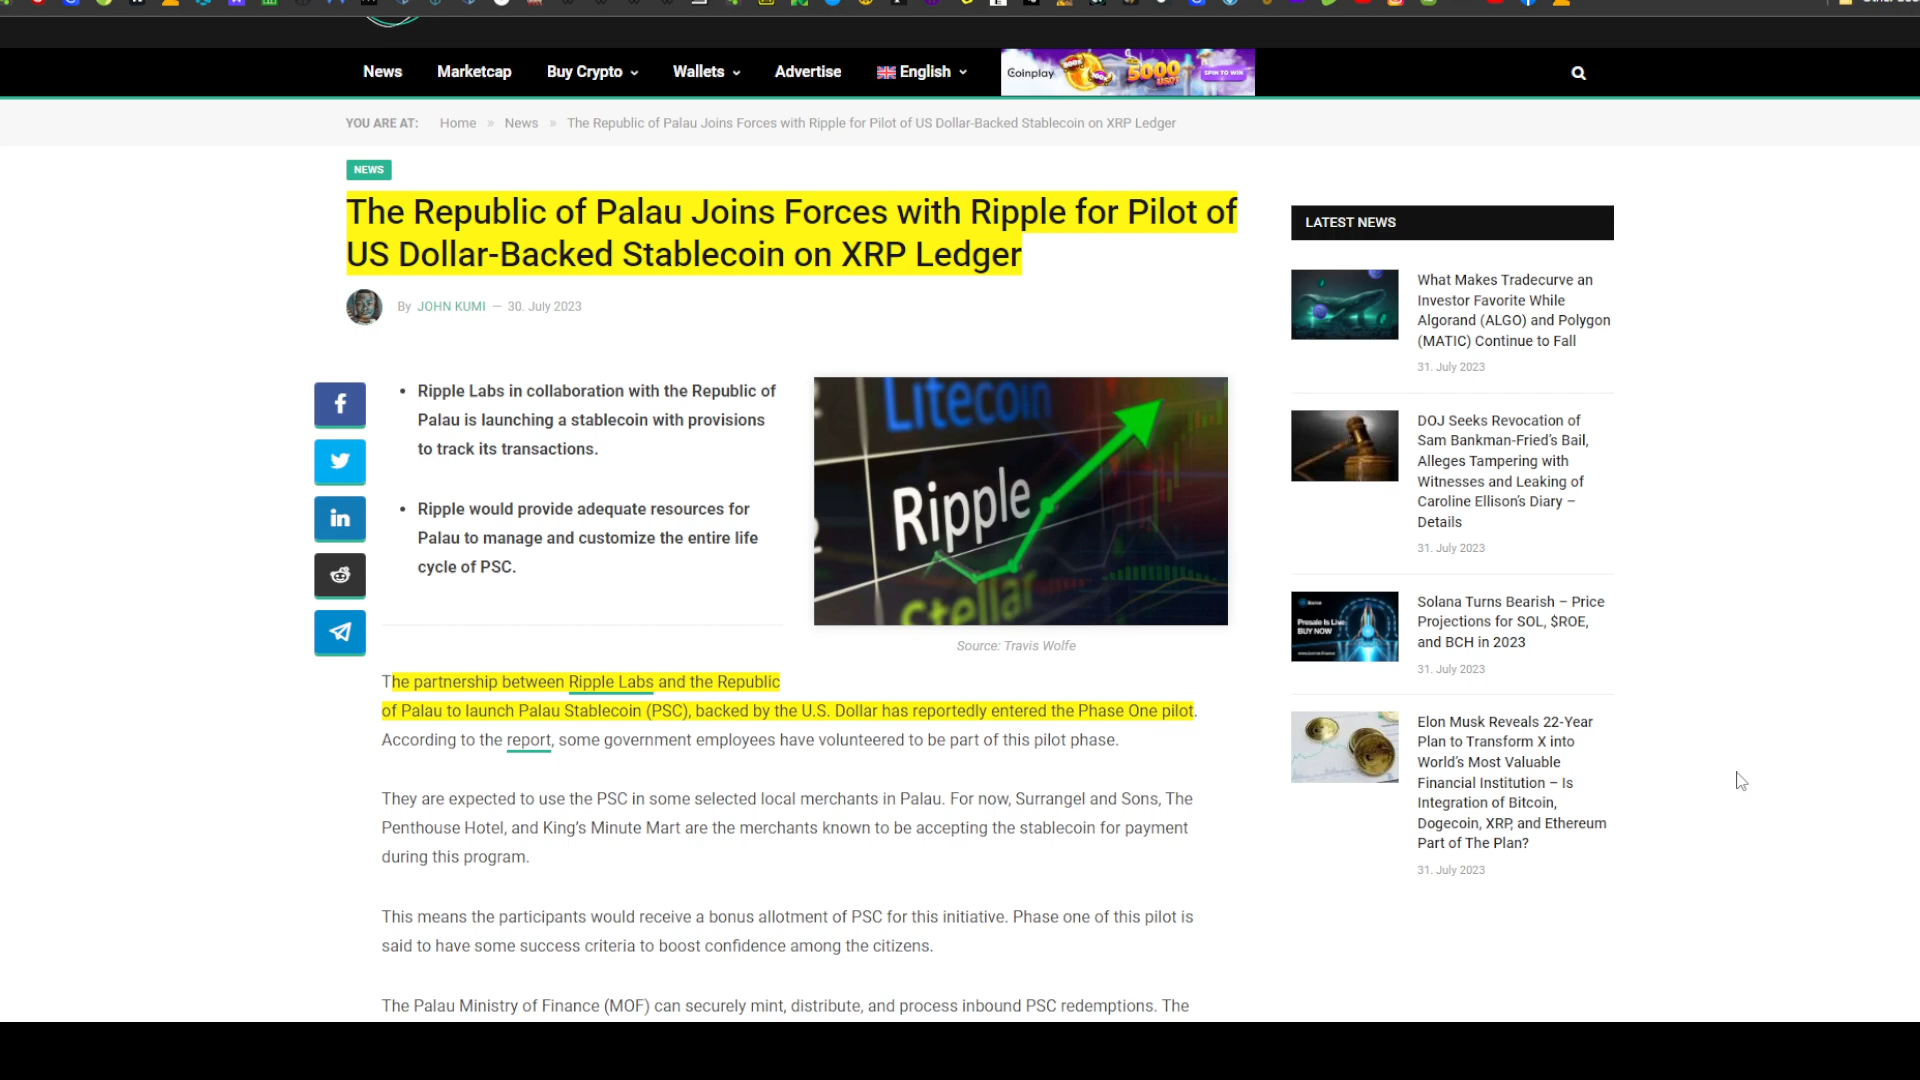 News
Marketcap
Buy Crypto
Wallets
Advertise
English
Coinplay
5000
SPIN TO WIN
YOU ARE AT: Home » News » The Republic of Palau Joins Forces with Ripple for Pilot of US Dollar-Backed Stablecoin on XRP Ledger
NEWS
The Republic of Palau Joins Forces with Ripple for Pilot of
US Dollar-Backed Stablecoin on XRP Ledger
By JOHN KUMI — 30. July 2023
• Ripple Labs in collaboration with the Republic of
Palau is launching a stablecoin with provisions
to track its transactions.
• Ripple would provide adequate resources for
Palau to manage and customize the entire life
cycle of PSC.
Litecoin
Ripple
Stellar
Source: Travis Wolfe
The partnership between Ripple Labs and the Republic
of Palau to launch Palau Stablecoin (PSC), backed by the U.S. Dollar has reportedly entered the Phase One pilot.
According to the report, some government employees have volunteered to be part of this pilot phase.
They are expected to use the PSC in some selected local merchants in Palau. For now, Surrangel and Sons, The
Penthouse Hotel, and King's Minute Mart are the merchants known to be accepting the stablecoin for payment
during this program.
This means the participants would receive a bonus allotment of PSC for this initiative. Phase one of this pilot is
said to have some success criteria to boost confidence among the citizens.
The Palau Ministry of Finance (MOF) can securely mint, distribute, and process inbound PSC redemptions. The
LATEST NEWS
What Makes Tradecurve an
Investor Favorite While
Algorand (ALGO) and Polygon
(MATIC) Continue to Fall
31. July 2023
DOJ Seeks Revocation of
Sam Bankman-Fried's Bail,
Alleges Tampering with
Witnesses and Leaking of
Caroline Ellison's Diary –
Details
31. July 2023
Presale Is Live
BUY NOW
Solana Turns Bearish – Price
Projections for SOL, $ROE,
and BCH in 2023
31. July 2023
Elon Musk Reveals 22-Year
Plan to Transform X into
World's Most Valuable
Financial Institution – Is
Integration of Bitcoin,
Dogecoin, XRP, and Ethereum
Part of The Plan?
31. July 2023